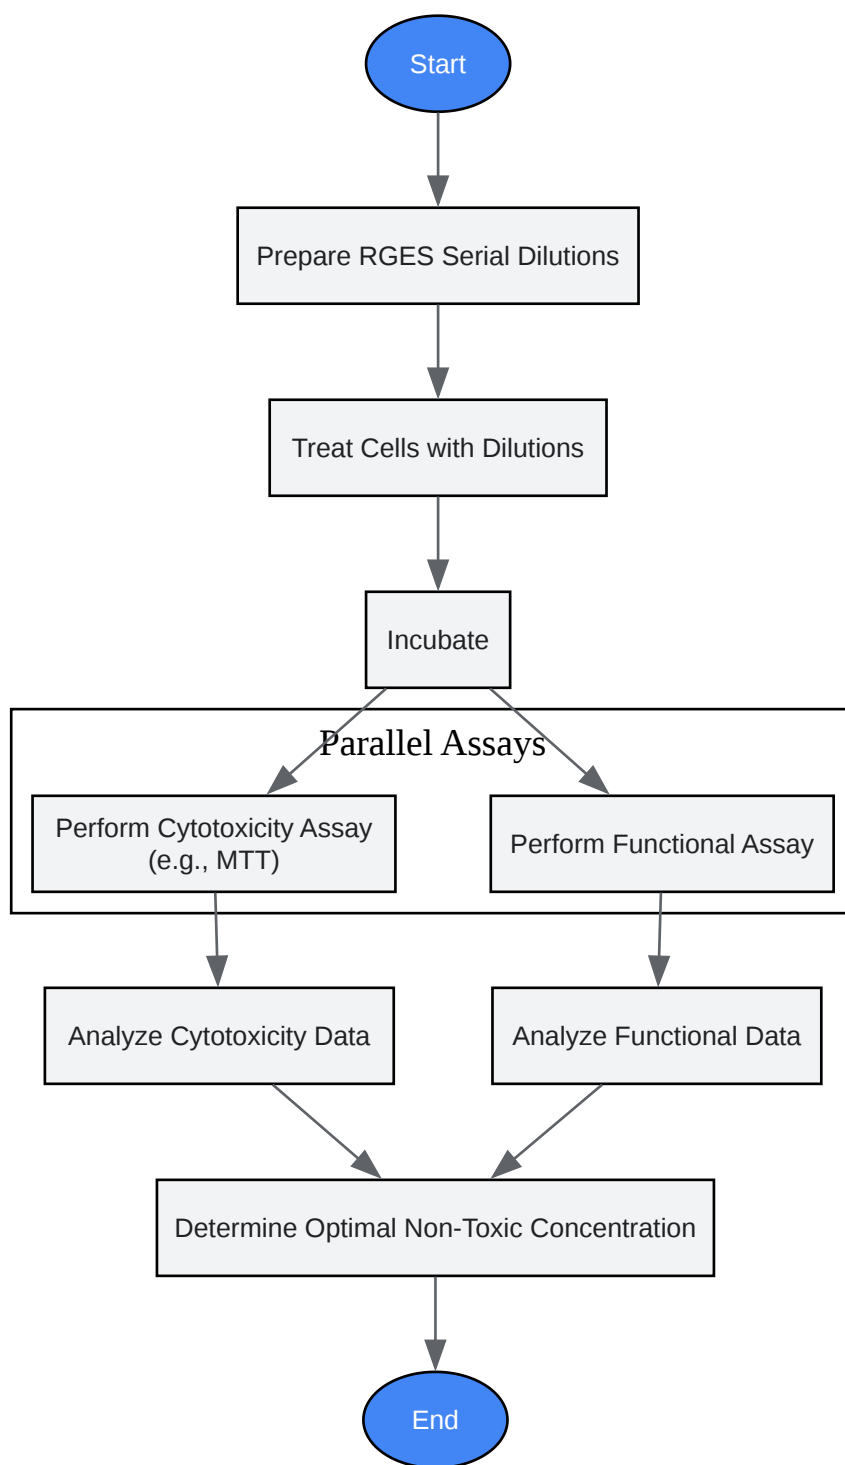 Start
Prepare RGES Serial Dilutions
Treat Cells with Dilutions
Incubate
Parallel Assays
Perform Cytotoxicity Assay
(e.g., MTT)
Perform Functional Assay
Analyze Cytotoxicity Data
Analyze Functional Data
Determine Optimal Non-Toxic Concentration
End